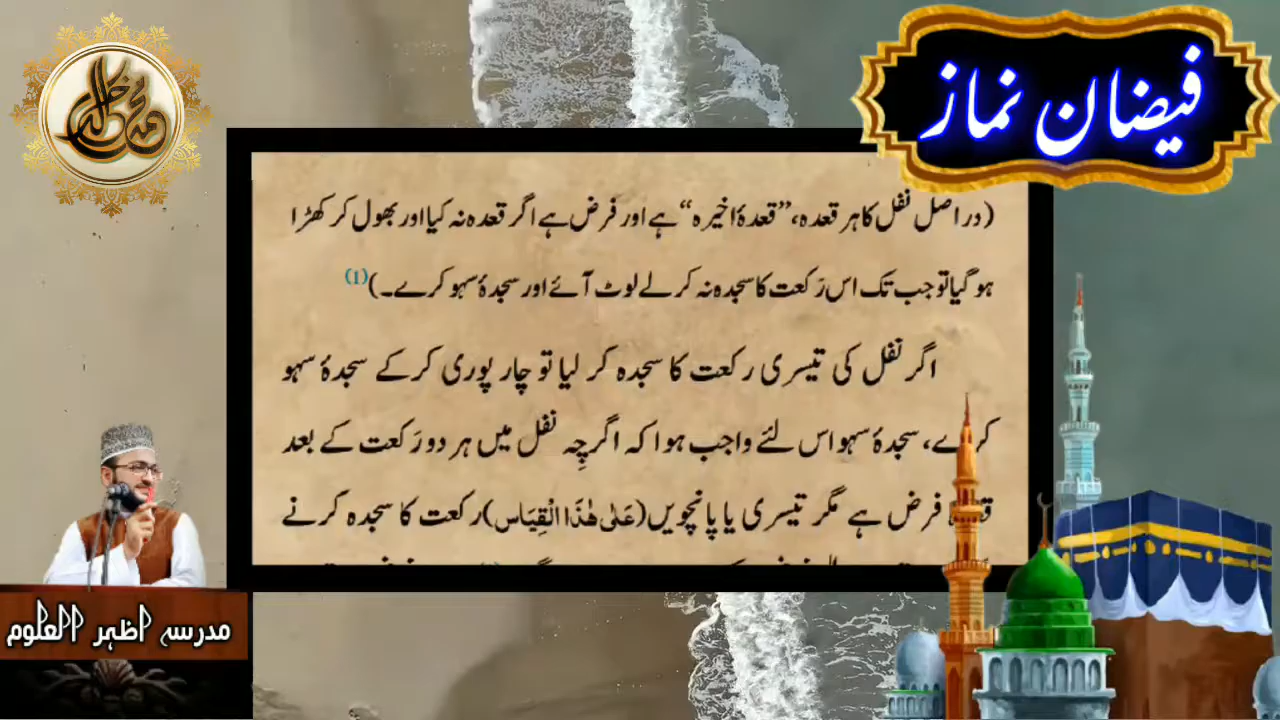 فیضان نماز
(دراصل نفل کا ہر قعدہ، ”قعدۂ اخیرہ“ ہے اور فرض ہے اگر قعدہ نہ کیا اور بھول کر کھڑا
ہو گیا تو جب تک اس رَکعت کا سجدہ نہ کر لے لوٹ آئے اور سجدۂ سہو کرے۔)(1)
اگر نفل کی تیسری رکعت کا سجدہ کر لیا تو چار پوری کر کے سجدۂ سہو
کرے، سجدۂ سہو اس لئے واجب ہوا کہ اگرچِہ نفل میں ہر دو رَکعت کے بعد
فرض ہے مگر تیسری یا پانچویں (عَلٰی ھٰذَا الْقِیَاس) رکعت کا سجدہ کرنے
مدرسہ اظہر العلوم